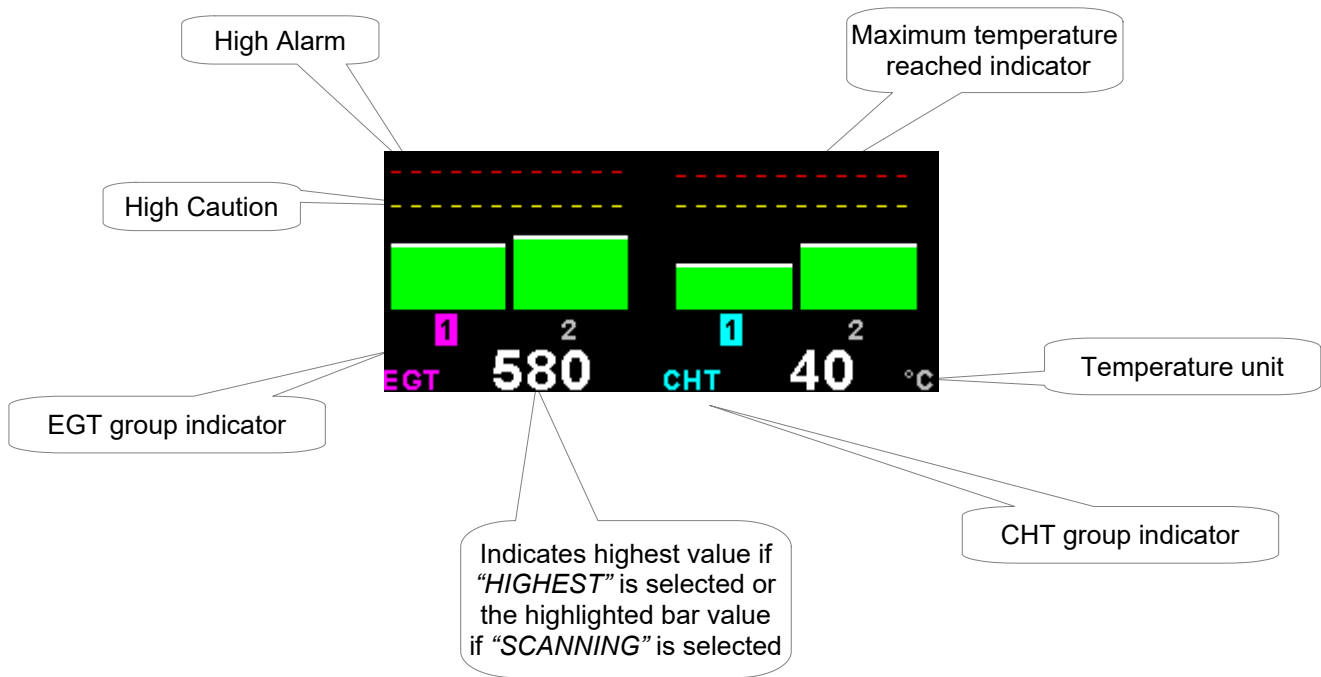 High Alarm
Maximum temperature
reached indicator
High Caution
1
2
1
2
EGT
580
CHT
40
°C
Temperature unit
EGT group indicator
CHT group indicator
Indicates highest value if
“HIGHEST” is selected or
the highlighted bar value
if “SCANNING” is selected